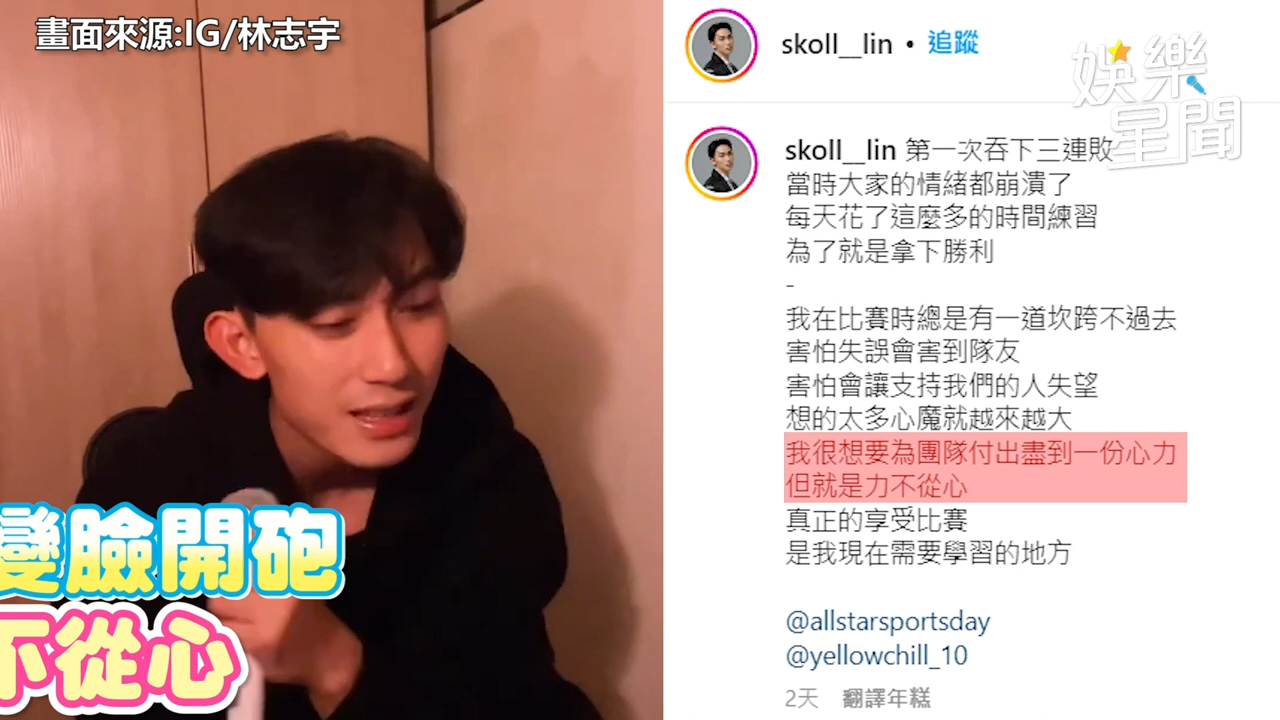 畫面來源:IG/林志宇
變臉開砲
不從心
skoll__lin • 追蹤
娛樂星聞
skoll__lin 第一次吞下三連敗
當時大家的情緒都崩潰了
每天花了這麼多的時間練習
為了就是拿下勝利
-
我在比賽時總是有一道坎跨不過去
害怕失誤會害到隊友
害怕會讓支持我們的人失望
想的太多心魔就越來越大
我很想要為團隊付出盡到一份心力
但就是力不從心
真正的享受比賽
是我現在需要學習的地方
@allstarsportsday
@yellowchill_10
2天 翻譯年糕